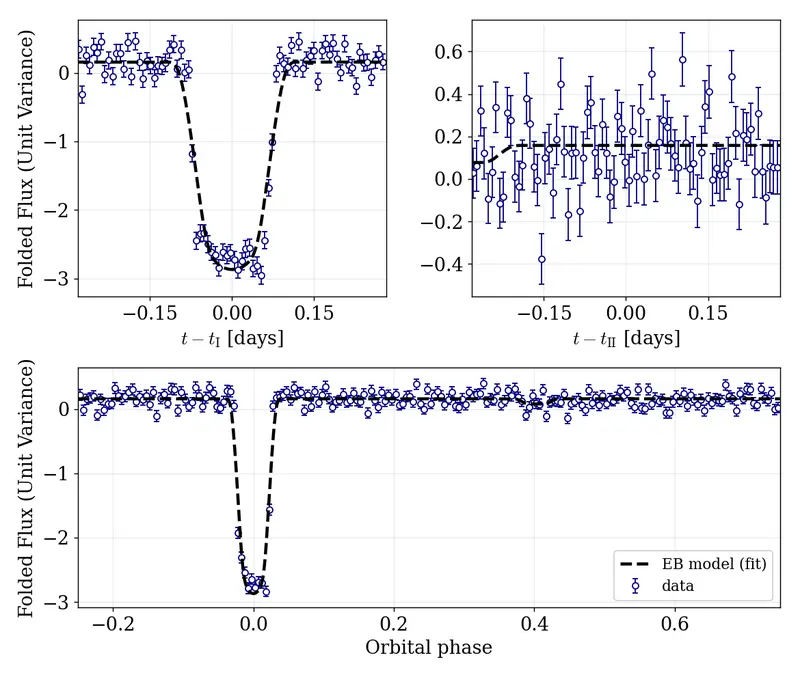 Folded Flux (Unit Variance)
0
−1
−2
−3
−0.15 0.00 0.15
t − tI [days]
0.6
0.4
0.2
0.0
−0.2
−0.4
−0.15 0.00 0.15
t − tII [days]
Folded Flux (Unit Variance)
0
−1
−2
−3
−0.2 0.0 0.2 0.4 0.6
Orbital phase
EB model (fit)
data